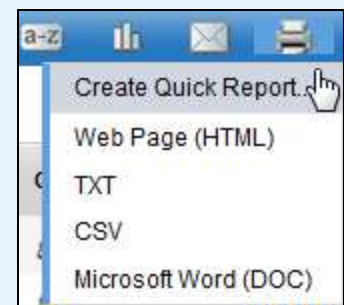 a-z
Create Quick Report..
Web Page (HTML)
TXT
CSV
Microsoft Word (DOC)